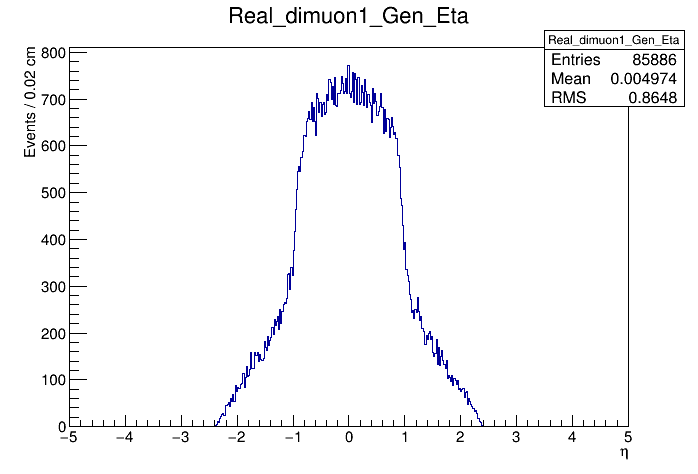 Real_dimuon1_Gen_Eta
Real_dimuon1_Gen_Eta
Entries 85886
Mean 0.004974
RMS 0.8648
Events / 0.02 cm
800
700
600
500
400
300
200
100
0
−5 −4 −3 −2 −1 0 1 2 3 4 5
η